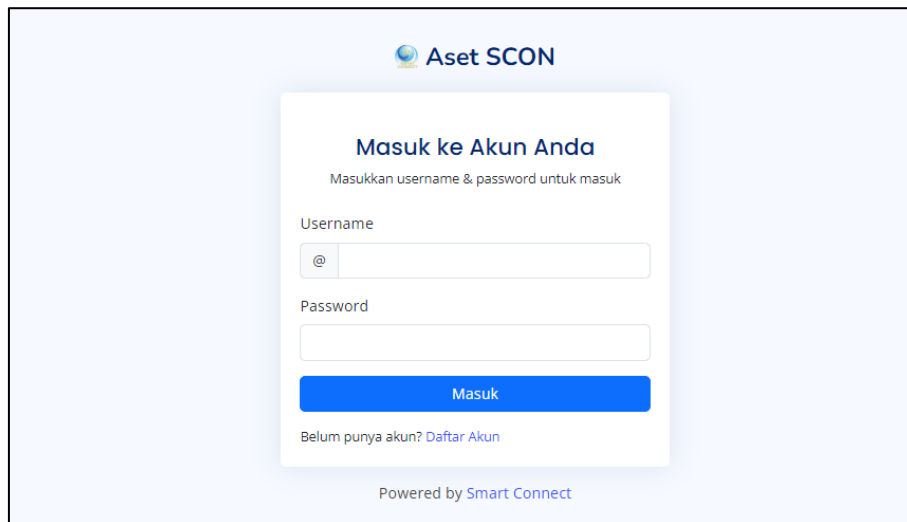 Aset SCON
Masuk ke Akun Anda
Masukkan username & password untuk masuk
Username
@
Password
Masuk
Belum punya akun? Daftar Akun
Powered by Smart Connect